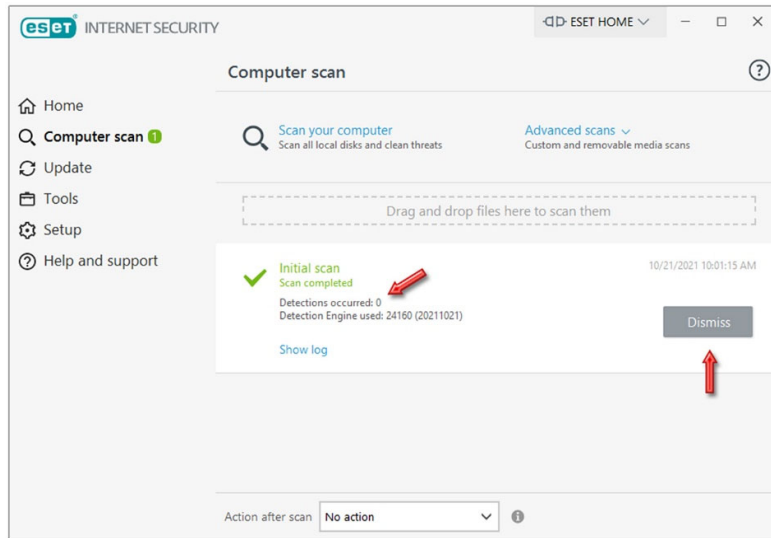 eset INTERNET SECURITY
ESET HOME
Computer scan
?
Home
Computer scan 1
Update
Tools
Setup
Help and support
Scan your computer
Scan all local disks and clean threats
Advanced scans
Custom and removable media scans
Drag and drop files here to scan them
Initial scan
Scan completed
10/21/2021 10:01:15 AM
Detections occurred: 0
Detection Engine used: 24160 (20211021)
Dismiss
Show log
Action after scan No action